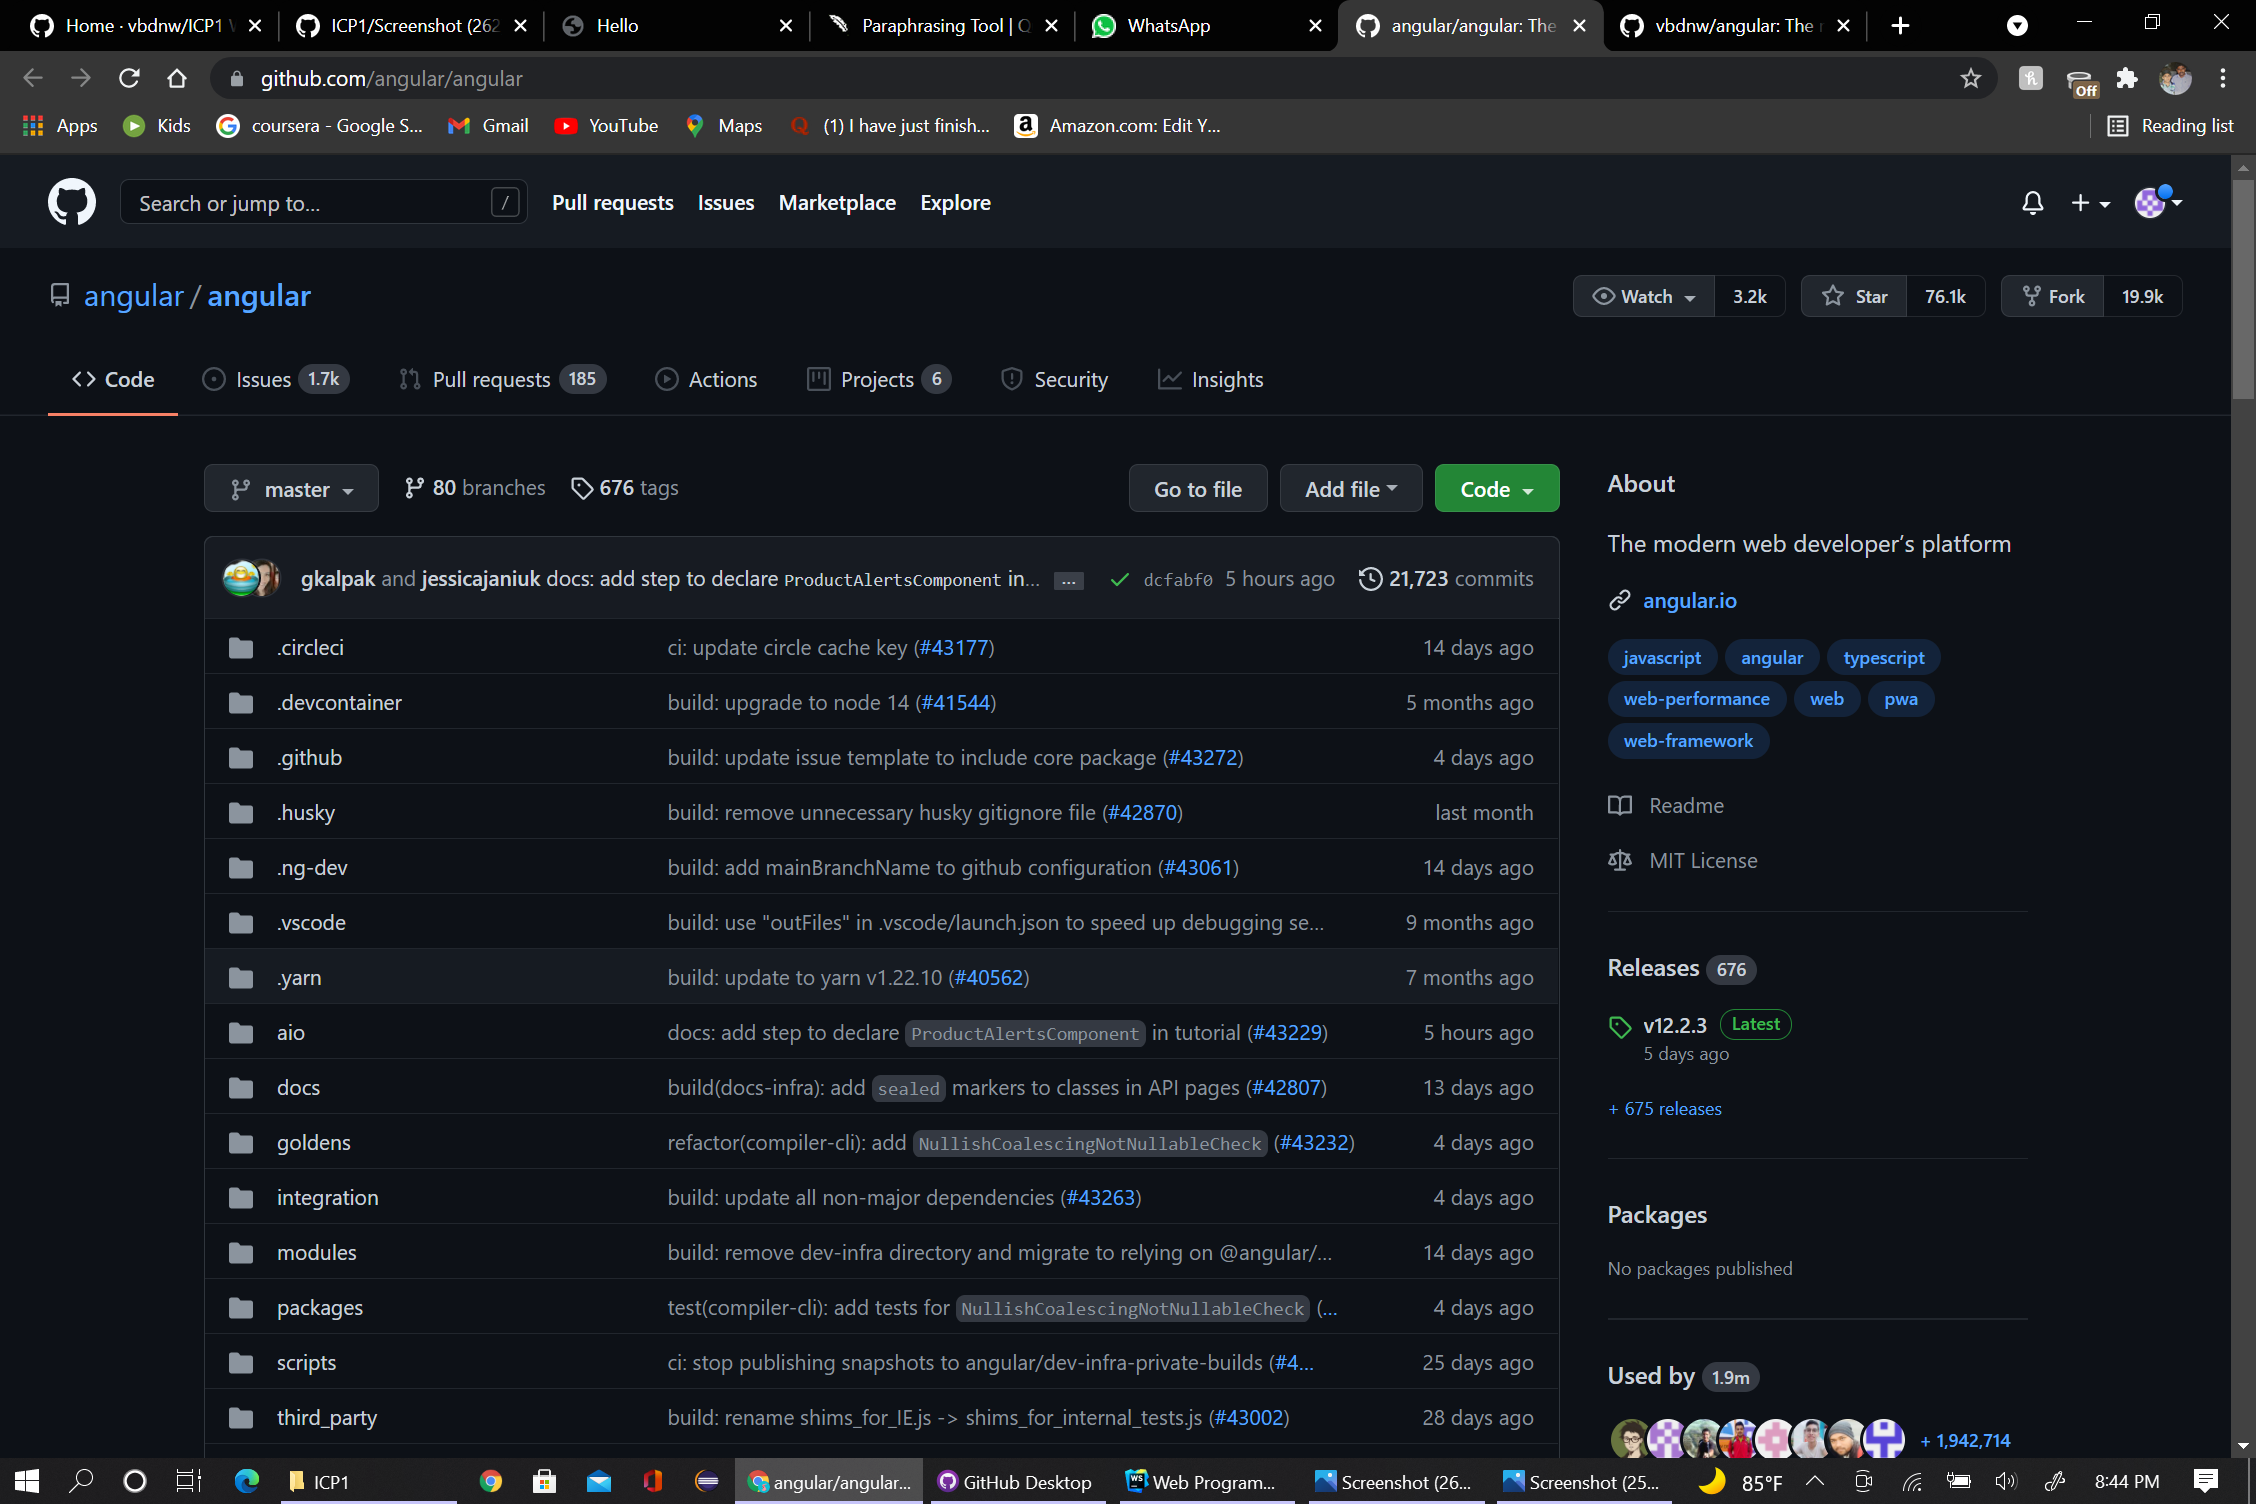 Home · vbdnw/ICP1 W
ICP1/Screenshot (262
Hello
Paraphrasing Tool | Q
WhatsApp
angular/angular: The
vbdnw/angular: The r
github.com/angular/angular
Off
Apps
Kids
coursera - Google S...
Gmail
YouTube
Maps
(1) I have just finish...
Amazon.com: Edit Y...
Reading list
Search or jump to...
/
Pull requests
Issues
Marketplace
Explore
angular / angular
Watch 3.2k
Star 76.1k
Fork 19.9k
Code
Issues 1.7k
Pull requests 185
Actions
Projects 6
Security
Insights
master
80 branches
676 tags
Go to file
Add file
Code
gkalpak and jessicajaniuk docs: add step to declare ProductAlertsComponent in... ... dcfabf0 5 hours ago 21,723 commits
.circleci ci: update circle cache key (#43177) 14 days ago
.devcontainer build: upgrade to node 14 (#41544) 5 months ago
.github build: update issue template to include core package (#43272) 4 days ago
.husky build: remove unnecessary husky gitignore file (#42870) last month
.ng-dev build: add mainBranchName to github configuration (#43061) 14 days ago
.vscode build: use "outFiles" in .vscode/launch.json to speed up debugging se... 9 months ago
.yarn build: update to yarn v1.22.10 (#40562) 7 months ago
aio docs: add step to declare ProductAlertsComponent in tutorial (#43229) 5 hours ago
docs build(docs-infra): add sealed markers to classes in API pages (#42807) 13 days ago
goldens refactor(compiler-cli): add NullishCoalescingNotNullableCheck (#43232) 4 days ago
integration build: update all non-major dependencies (#43263) 4 days ago
modules build: remove dev-infra directory and migrate to relying on @angular/... 14 days ago
packages test(compiler-cli): add tests for NullishCoalescingNotNullableCheck (... 4 days ago
scripts ci: stop publishing snapshots to angular/dev-infra-private-builds (#4... 25 days ago
third_party build: rename shims_for_IE.js -> shims_for_internal_tests.js (#43002) 28 days ago
About
The modern web developer's platform
angular.io
javascript angular typescript
web-performance web pwa
web-framework
Readme
MIT License
Releases 676
v12.2.3 Latest
5 days ago
+ 675 releases
Packages
No packages published
Used by 1.9m
+ 1,942,714
ICP1
angular/angular...
GitHub Desktop
WS
Web Program...
Screenshot (26...
Screenshot (25...
85°F
8:44 PM